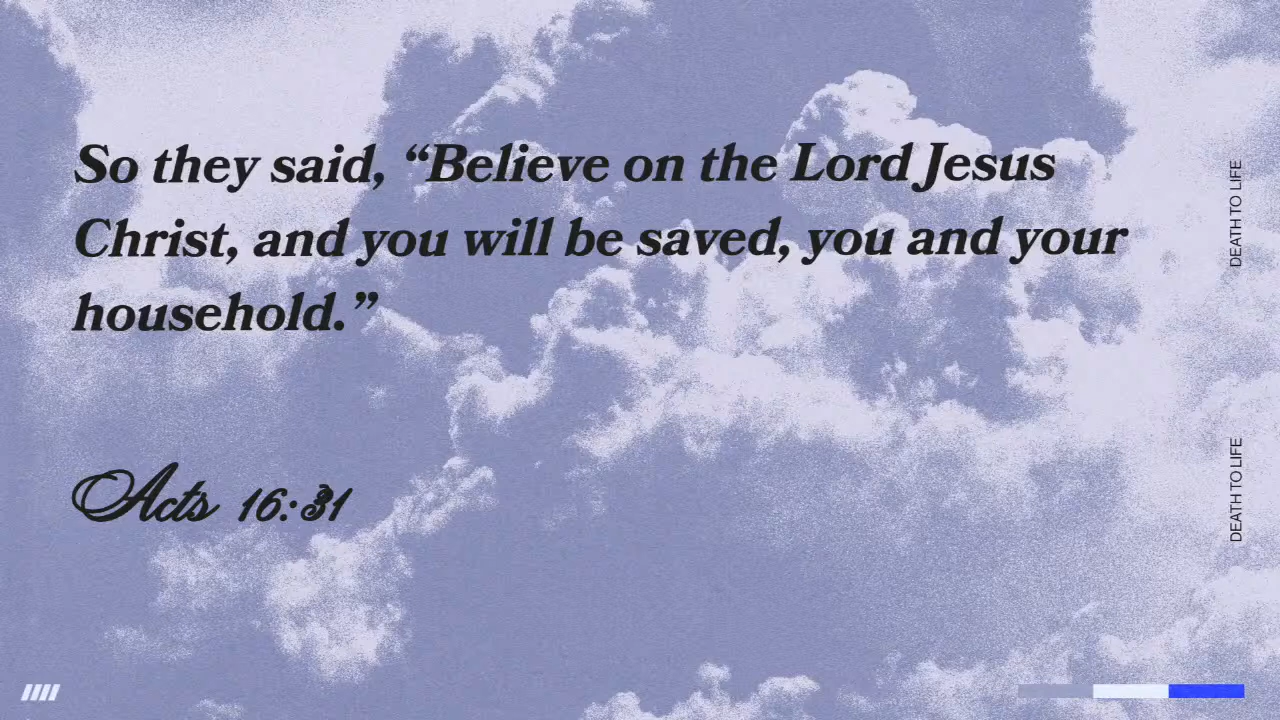 So they said, “Believe on the Lord Jesus
Christ, and you will be saved, you and your
household.”
Acts 16:31
DEATH TO LIFE
DEATH TO LIFE